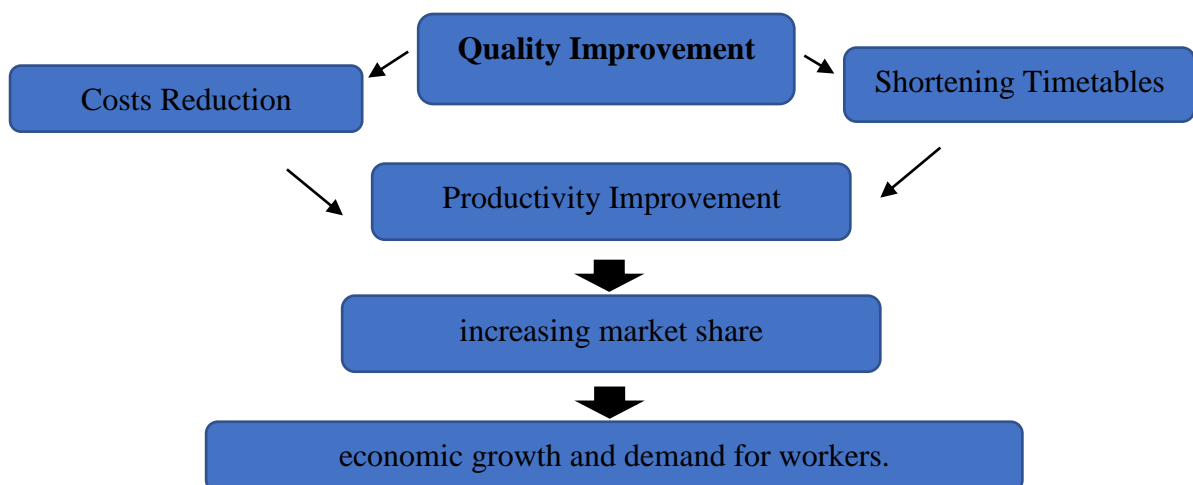 Quality Improvement
Costs Reduction
Shortening Timetables
Productivity Improvement
increasing market share
economic growth and demand for workers.